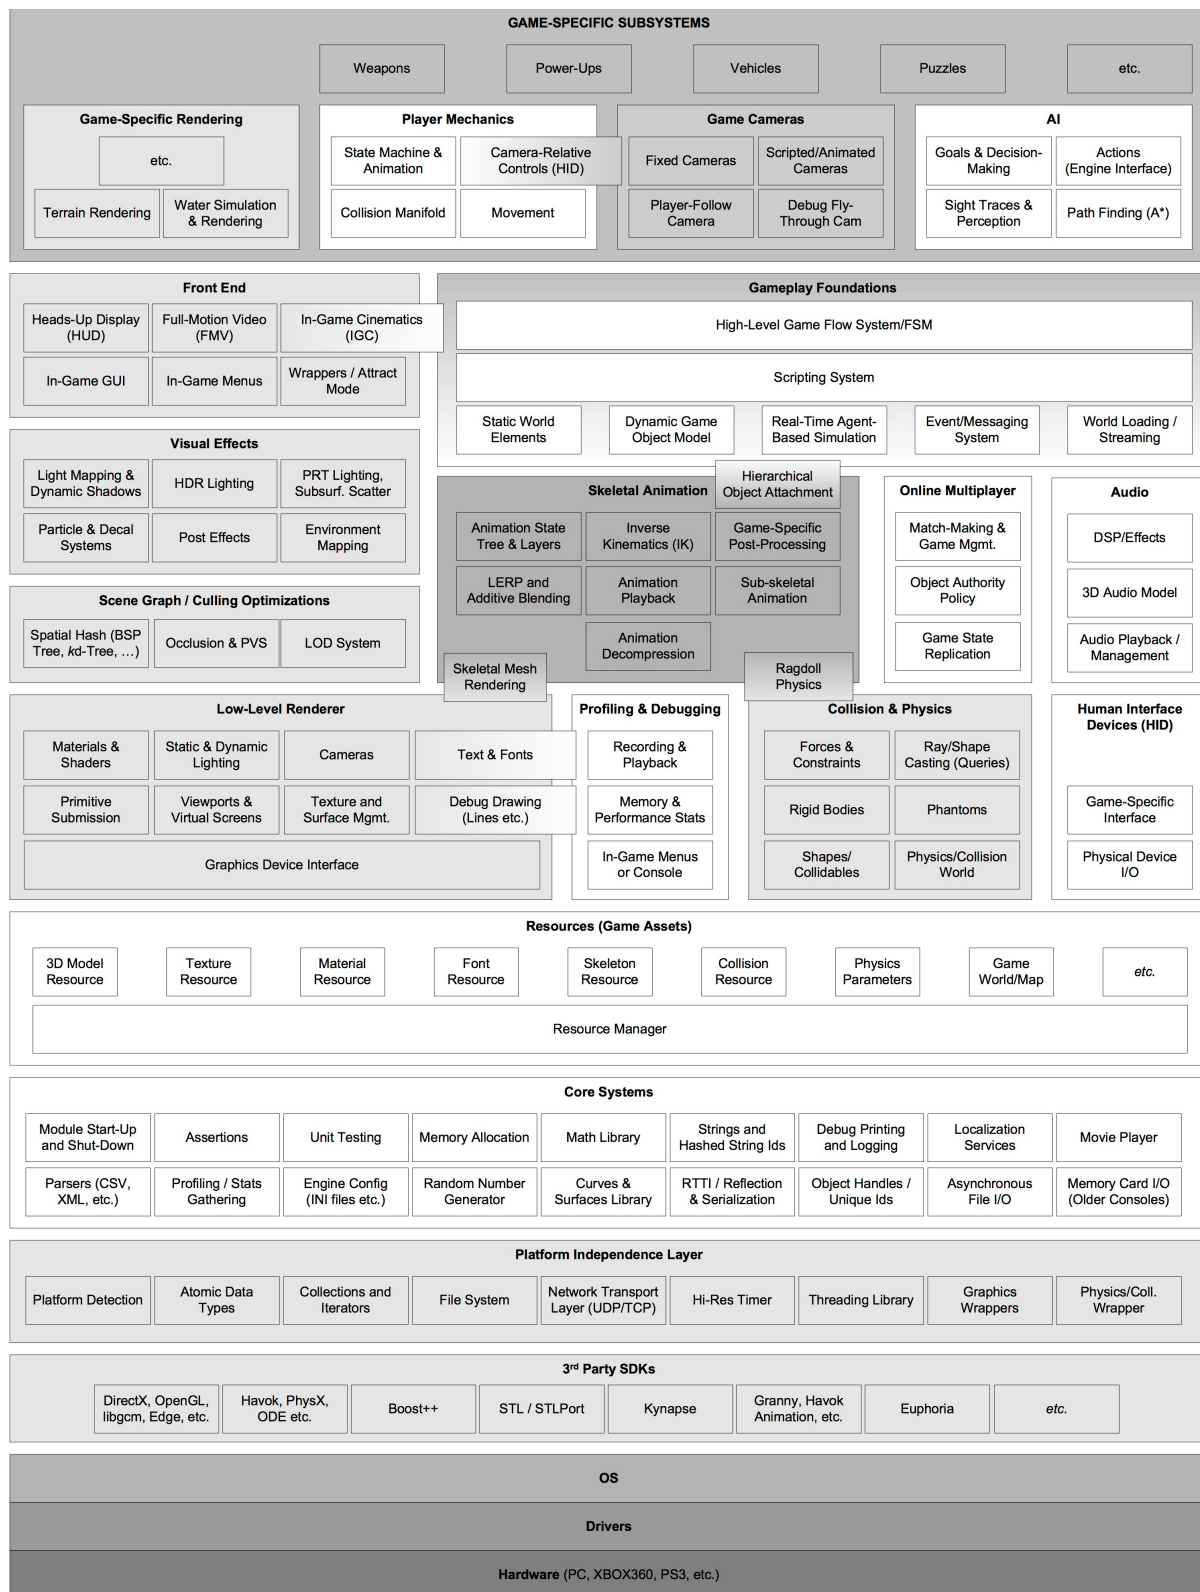 GAME-SPECIFIC SUBSYSTEMS
Weapons
Power-Ups
Vehicles
Puzzles
etc.
Game-Specific Rendering
etc.
Terrain Rendering
Water Simulation
& Rendering
Player Mechanics
State Machine &
Animation
Camera-Relative
Controls (HID)
Collision Manifold
Movement
Game Cameras
Fixed Cameras
Scripted/Animated
Cameras
Player-Follow
Camera
Debug Fly-
Through Cam
AI
Goals & Decision-
Making
Actions
(Engine Interface)
Sight Traces &
Perception
Path Finding (A*)
Front End
Heads-Up Display
(HUD)
Full-Motion Video
(FMV)
In-Game Cinematics
(IGC)
In-Game GUI
In-Game Menus
Wrappers / Attract
Mode
Gameplay Foundations
High-Level Game Flow System/FSM
Scripting System
Static World
Elements
Dynamic Game
Object Model
Real-Time Agent-
Based Simulation
Event/Messaging
System
World Loading /
Streaming
Visual Effects
Light Mapping &
Dynamic Shadows
HDR Lighting
PRT Lighting,
Subsurf. Scatter
Particle & Decal
Systems
Post Effects
Environment
Mapping
Hierarchical
Object Attachment
Skeletal Animation
Animation State
Tree & Layers
Inverse
Kinematics (IK)
Game-Specific
Post-Processing
LERP and
Additive Blending
Animation
Playback
Sub-skeletal
Animation
Animation
Decompression
Online Multiplayer
Match-Making &
Game Mgmt.
Object Authority
Policy
Game State
Replication
Audio
DSP/Effects
3D Audio Model
Audio Playback /
Management
Scene Graph / Culling Optimizations
Spatial Hash (BSP
Tree, kd-Tree, …)
Occlusion & PVS
LOD System
Skeletal Mesh
Rendering
Ragdoll
Physics
Low-Level Renderer
Materials &
Shaders
Static & Dynamic
Lighting
Cameras
Text & Fonts
Primitive
Submission
Viewports &
Virtual Screens
Texture and
Surface Mgmt.
Debug Drawing
(Lines etc.)
Graphics Device Interface
Profiling & Debugging
Recording &
Playback
Memory &
Performance Stats
In-Game Menus
or Console
Collision & Physics
Forces &
Constraints
Ray/Shape
Casting (Queries)
Rigid Bodies
Phantoms
Shapes/
Collidables
Physics/Collision
World
Human Interface
Devices (HID)
Game-Specific
Interface
Physical Device
I/O
Resources (Game Assets)
3D Model
Resource
Texture
Resource
Material
Resource
Font
Resource
Skeleton
Resource
Collision
Resource
Physics
Parameters
Game
World/Map
etc.
Resource Manager
Core Systems
Module Start-Up
and Shut-Down
Assertions
Unit Testing
Memory Allocation
Math Library
Strings and
Hashed String Ids
Debug Printing
and Logging
Localization
Services
Movie Player
Parsers (CSV,
XML, etc.)
Profiling / Stats
Gathering
Engine Config
(INI files etc.)
Random Number
Generator
Curves &
Surfaces Library
RTTI / Reflection
& Serialization
Object Handles /
Unique Ids
Asynchronous
File I/O
Memory Card I/O
(Older Consoles)
Platform Independence Layer
Platform Detection
Atomic Data
Types
Collections and
Iterators
File System
Network Transport
Layer (UDP/TCP)
Hi-Res Timer
Threading Library
Graphics
Wrappers
Physics/Coll.
Wrapper
3rd Party SDKs
DirectX, OpenGL,
libgcm, Edge, etc.
Havok, PhysX,
ODE etc.
Boost++
STL / STLPort
Kynapse
Granny, Havok
Animation, etc.
Euphoria
etc.
OS
Drivers
Hardware (PC, XBOX360, PS3, etc.)